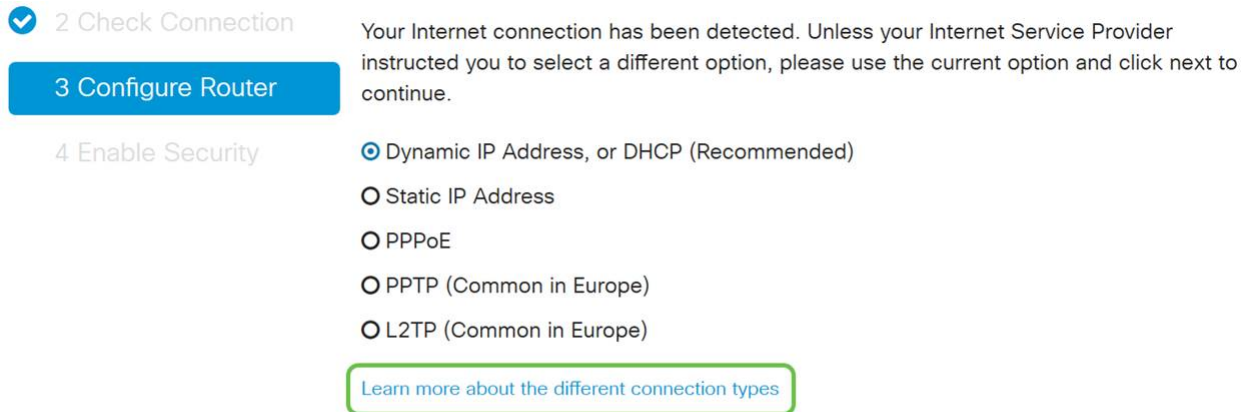 2 Check Connection
3 Configure Router
4 Enable Security
Your Internet connection has been detected. Unless your Internet Service Provider
instructed you to select a different option, please use the current option and click next to
continue.
Dynamic IP Address, or DHCP (Recommended)
Static IP Address
PPPoE
PPTP (Common in Europe)
L2TP (Common in Europe)
Learn more about the different connection types